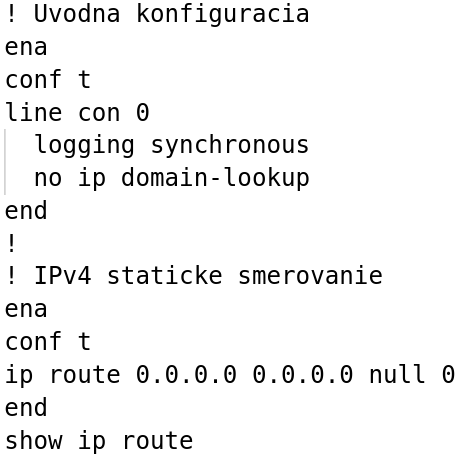 ! Uvodna konfiguracia
ena
conf t
line con 0
  logging synchronous
  no ip domain-lookup
end
!
! IPv4 staticke smerovanie
ena
conf t
ip route 0.0.0.0 0.0.0.0 null 0
end
show ip route